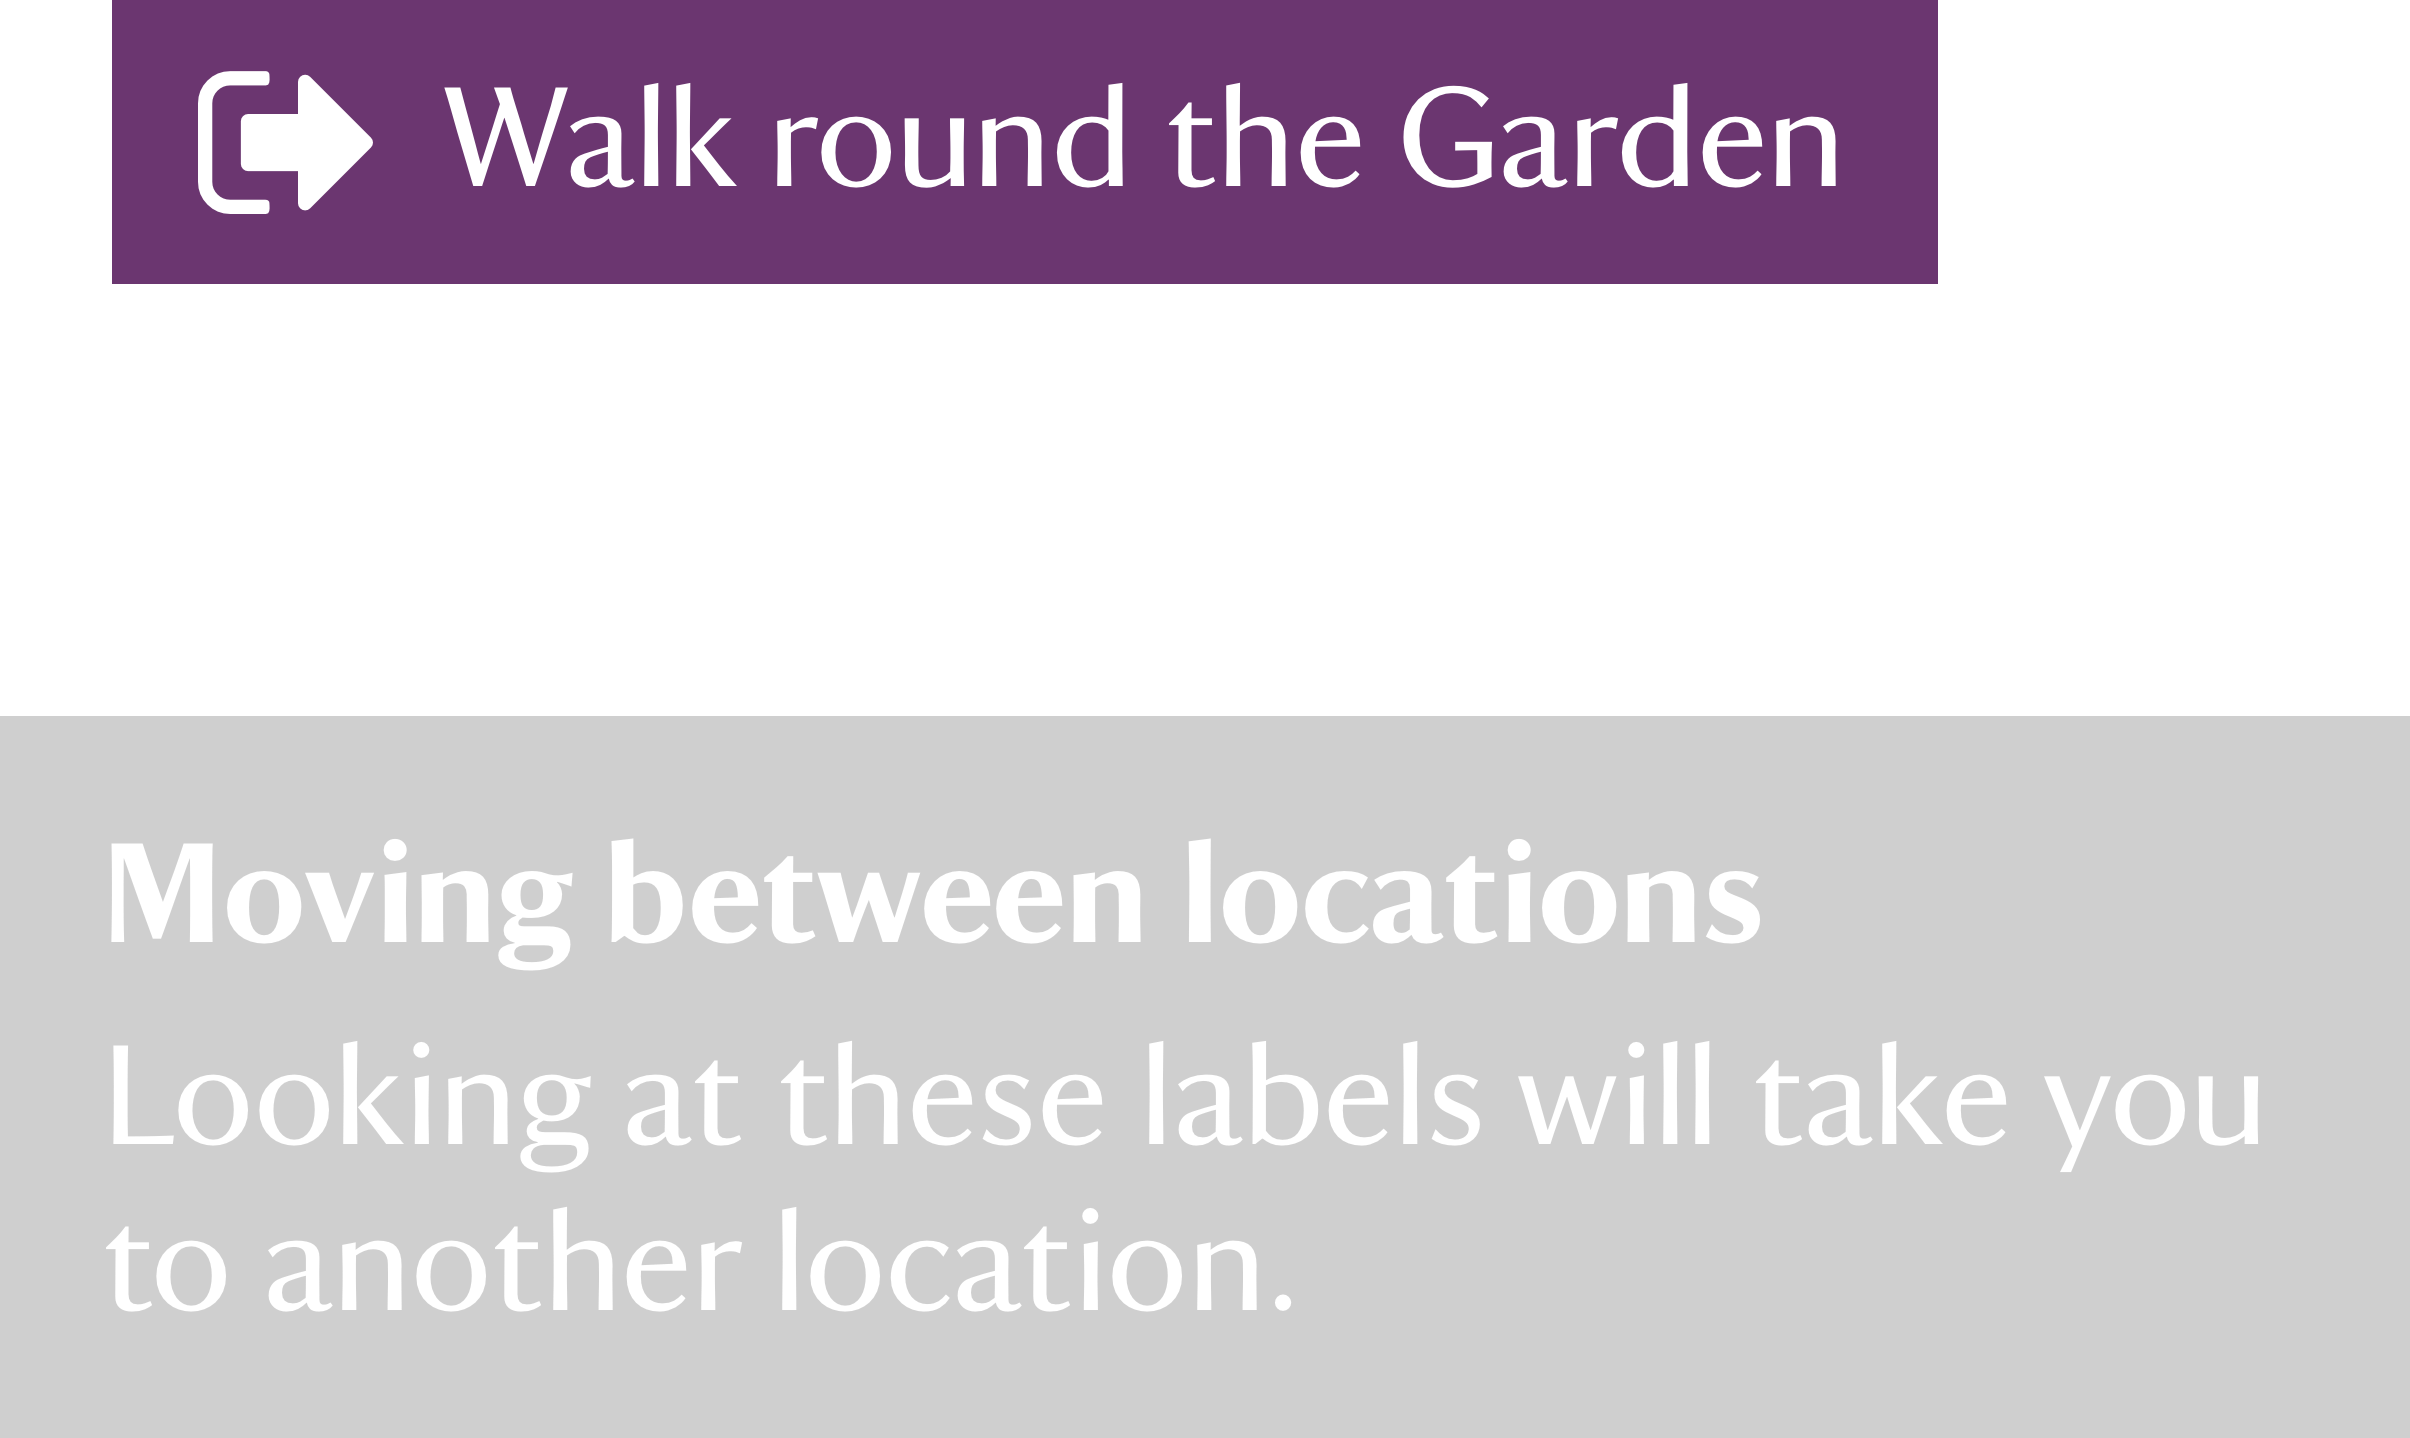 Walk round the Garden
Moving between locations
Looking at these labels will take you
to another location.